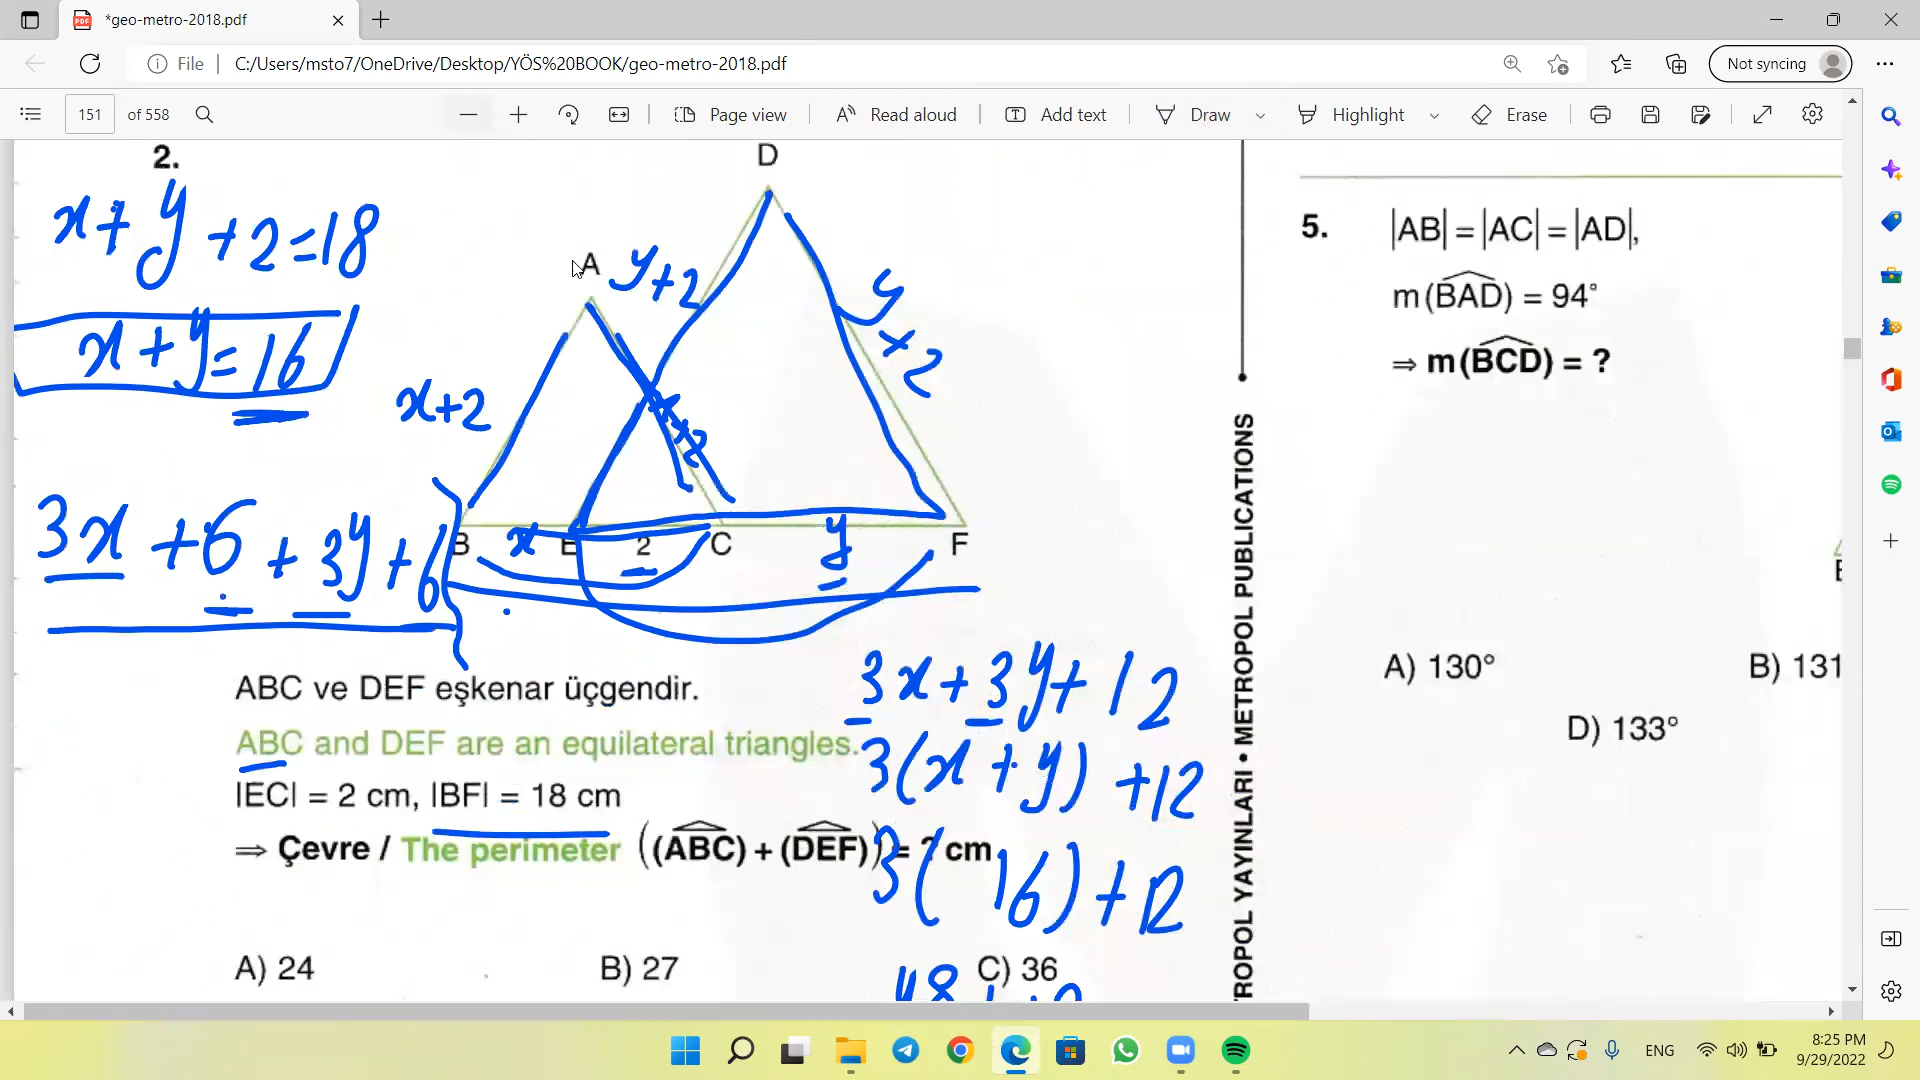 *geo-metro-2018.pdf
File
C:/Users/msto7/OneDrive/Desktop/YÖS%20BOOK/geo-metro-2018.pdf
Not syncing
151 of 558
Page view
Read aloud
Add text
Draw
Highlight
Erase
2.
x+y+2=18
x+y=16
D
A
y+2
y+2
x+2
x+2
3x+6+3y+6
B x E 2 C y F
ABC ve DEF eşkenar üçgendir.
ABC and DEF are an equilateral triangles.
|EC| = 2 cm, |BF| = 18 cm
⇒ Çevre / The perimeter ((ABC) + (DEF)) = ? cm
3x+3y+12
3(x+y)+12
3(16)+12
48
A) 24 B) 27 C) 36
METROPOL YAYINLARI • METROPOL PUBLICATIONS
5.
|AB| = |AC| = |AD|,
m(BAD) = 94°
⇒ m(BCD) = ?
A) 130° B) 131
D) 133°
ENG
8:25 PM
9/29/2022